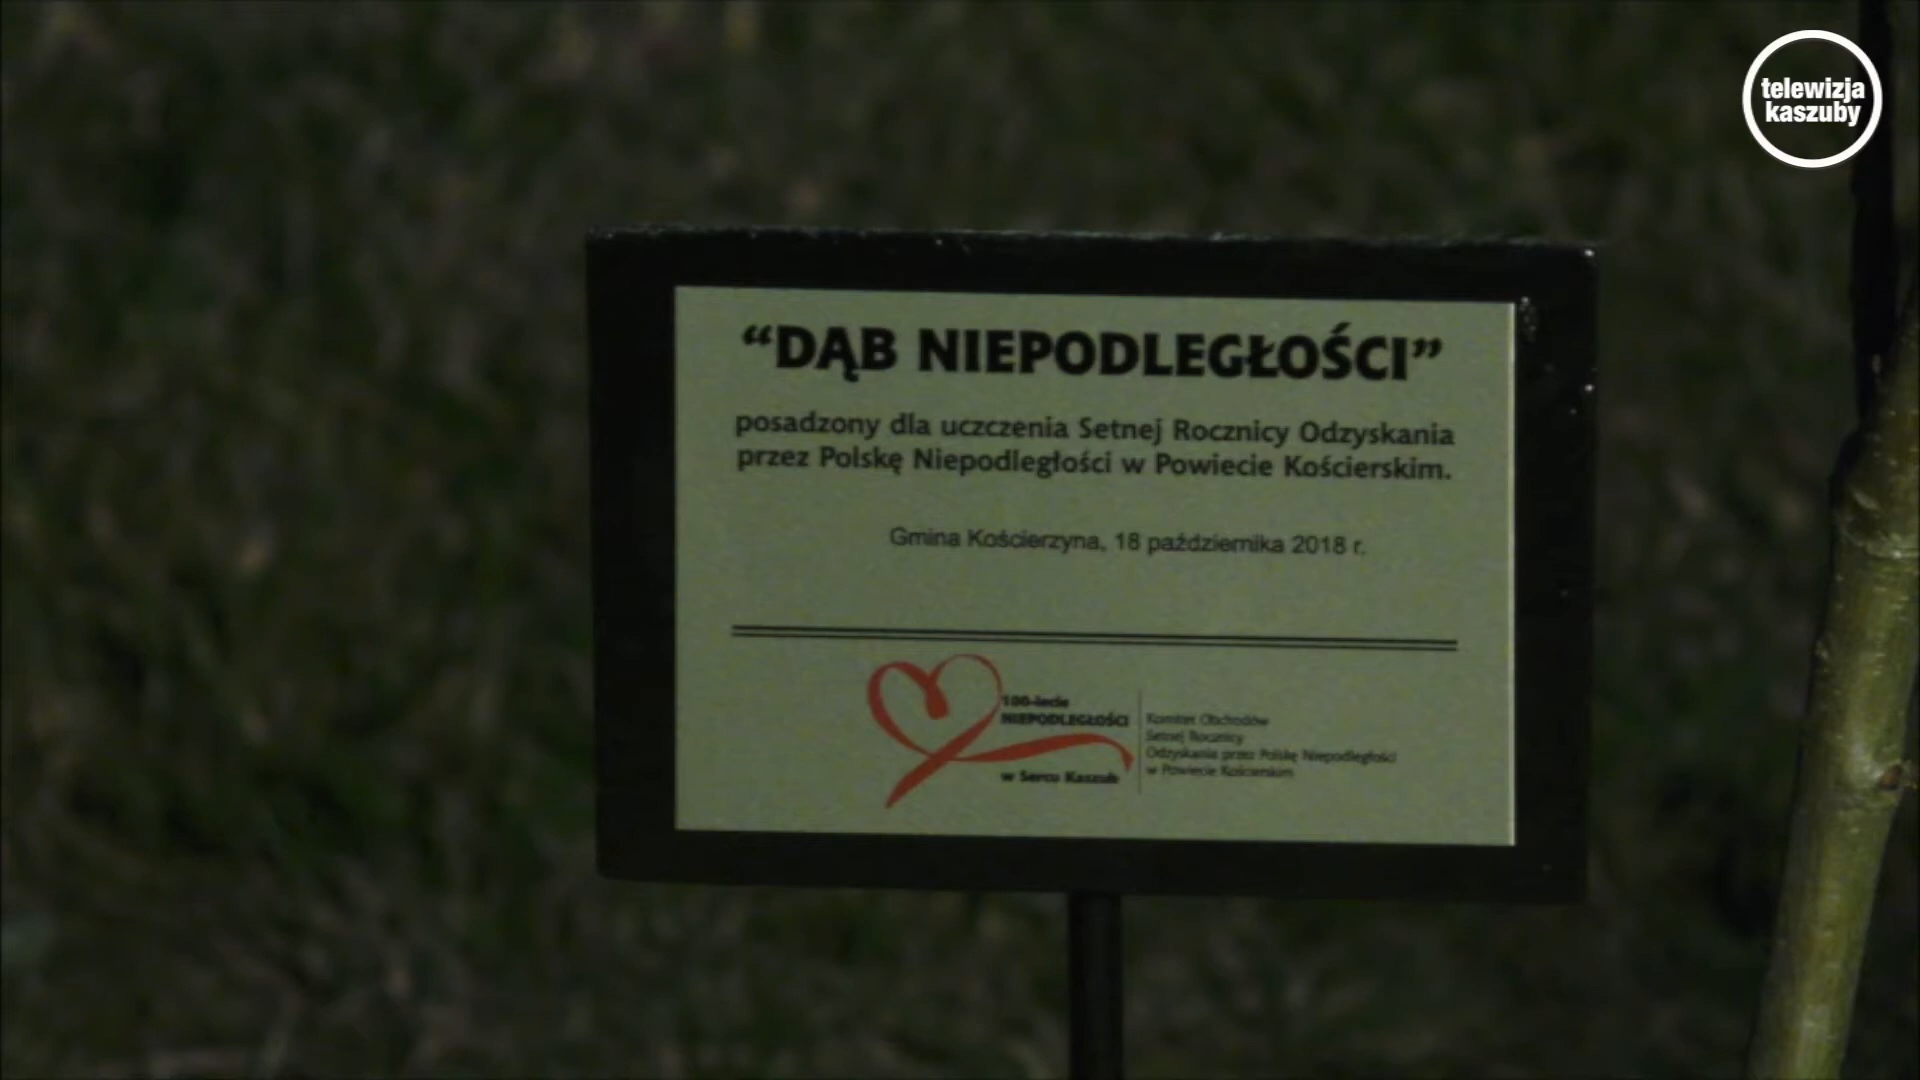 telewizja
kaszuby
“DĄB NIEPODLEGŁOŚCI”
posadzony dla uczczenia Setnej Rocznicy Odzyskania
przez Polskę Niepodległości w Powiecie Kościerskim.
Gmina Kościerzyna, 18 października 2018 r.
100-lecie
NIEPODLEGŁOŚCI
w Sercu Kaszub
Komitet Obchodów
Setnej Rocznicy
Odzyskania przez Polskę Niepodległości
w Powiecie Kościerskim